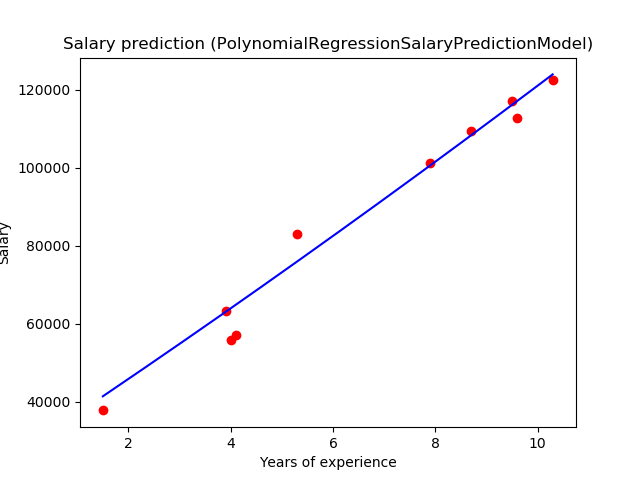 Salary prediction (PolynomialRegressionSalaryPredictionModel)
120000
100000
80000
60000
40000
Salary
2 4 6 8 10
Years of experience